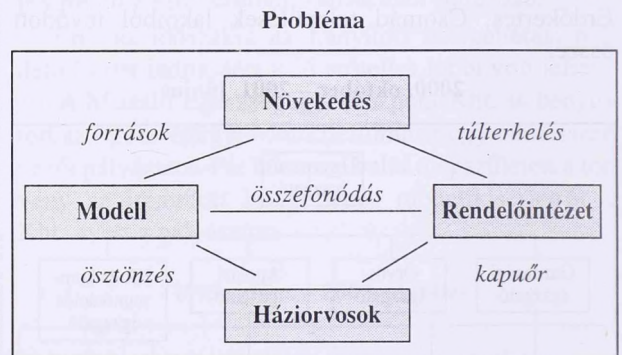 Probléma
Növekedés
források
túlterhelés
összefonódás
Modell
Rendelőintézet
ösztönzés
kapuőr
Háziorvosok